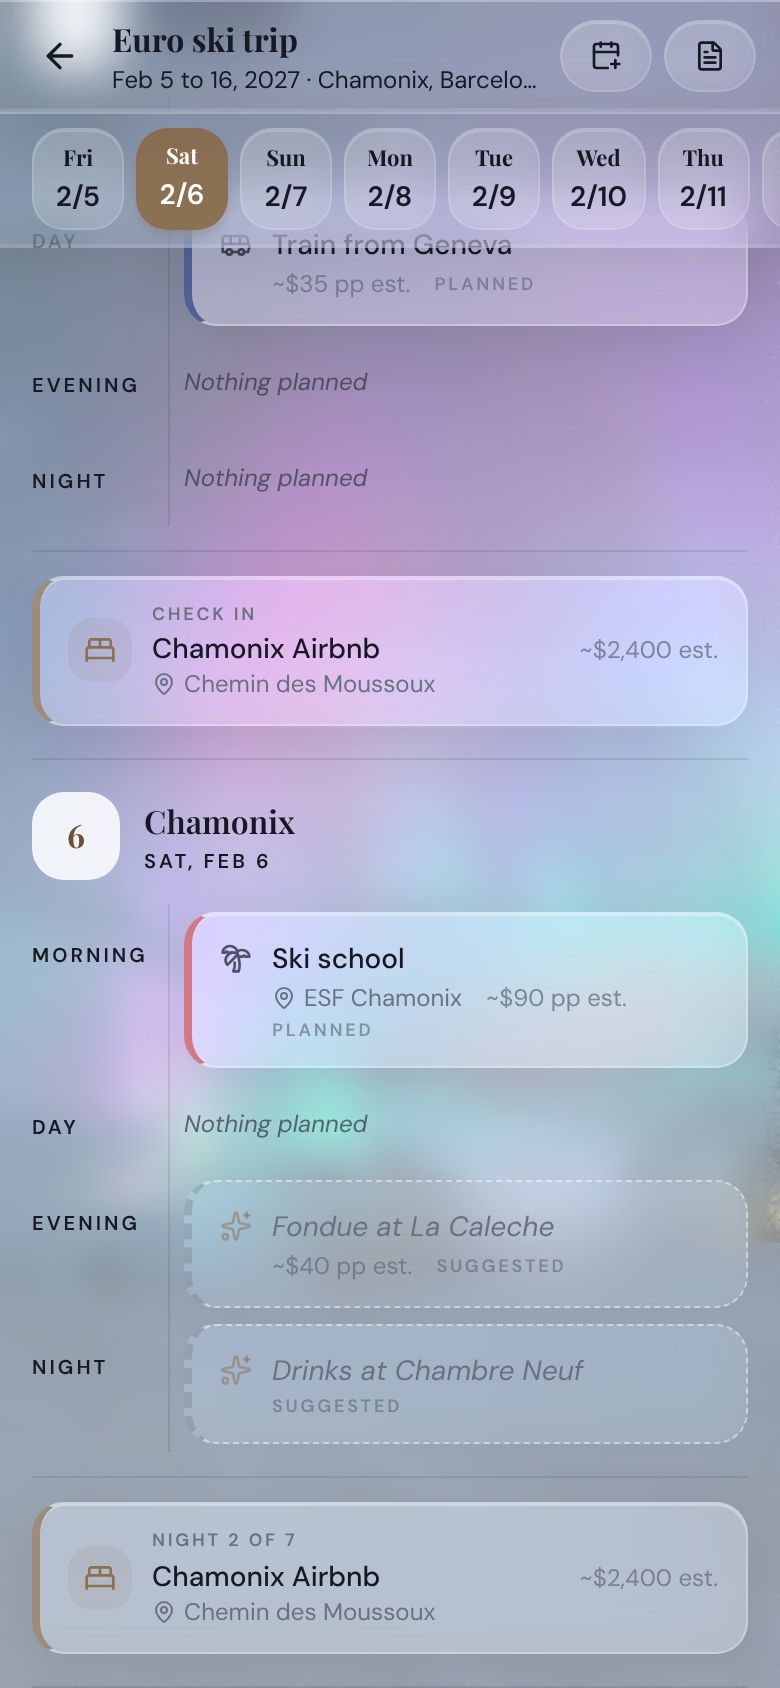 Euro ski trip
Feb 5 to 16, 2027 · Chamonix, Barcelo...
Fri
2/5
Sat
2/6
Sun
2/7
Mon
2/8
Tue
2/9
Wed
2/10
Thu
2/11
DAY
Train from Geneva
~$35 pp est. PLANNED
EVENING
Nothing planned
NIGHT
Nothing planned
CHECK IN
Chamonix Airbnb
~$2,400 est.
Chemin des Moussoux
6
Chamonix
SAT, FEB 6
MORNING
Ski school
ESF Chamonix ~$90 pp est.
PLANNED
DAY
Nothing planned
EVENING
Fondue at La Caleche
~$40 pp est. SUGGESTED
NIGHT
Drinks at Chambre Neuf
SUGGESTED
NIGHT 2 OF 7
Chamonix Airbnb
~$2,400 est.
Chemin des Moussoux